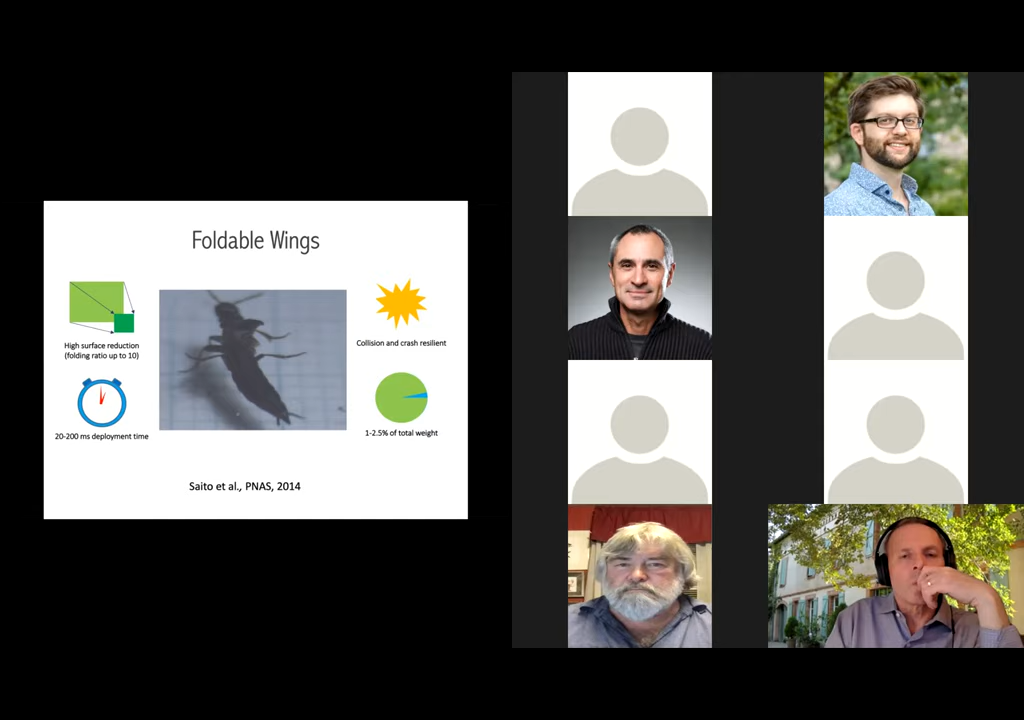 Foldable Wings
High surface reduction
(folding ratio up to 10)
Collision and crash resilient
20-200 ms deployment time
1-2.5% of total weight
Saito et al., PNAS, 2014